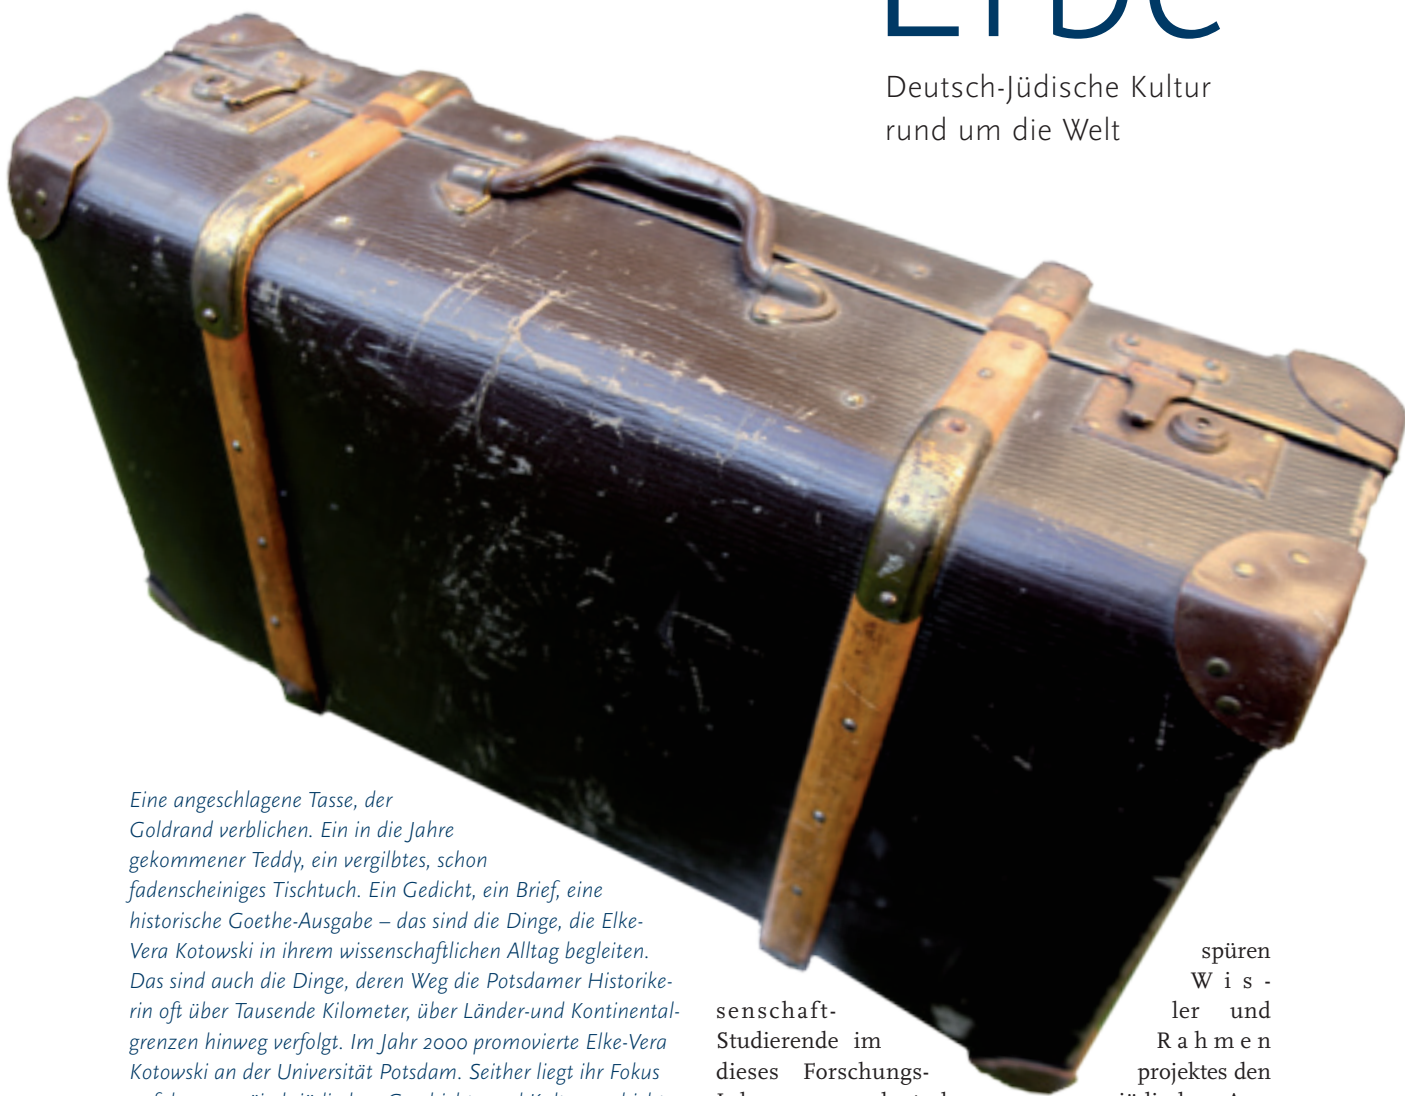 Deutsch-Jüdische Kultur
rund um die Welt
Eine angeschlagene Tasse, der
Goldrand verblichen. Ein in die Jahre
gekommener Teddy, ein vergilbtes, schon
fadenscheiniges Tischtuch. Ein Gedicht, ein Brief, eine
historische Goethe-Ausgabe – das sind die Dinge, die Elke-
Vera Kotowski in ihrem wissenschaftlichen Alltag begleiten.
Das sind auch die Dinge, deren Weg die Potsdamer Historike-
rin oft über Tausende Kilometer, über Länder-und Kontinental-
grenzen hinweg verfolgt. Im Jahr 2000 promovierte Elke-Vera
Kotowski an der Universität Potsdam. Seither liegt ihr Fokus
spüren
Wis-
senschaft- ler und
Studierende im Rahmen
dieses Forschungs- projektes den